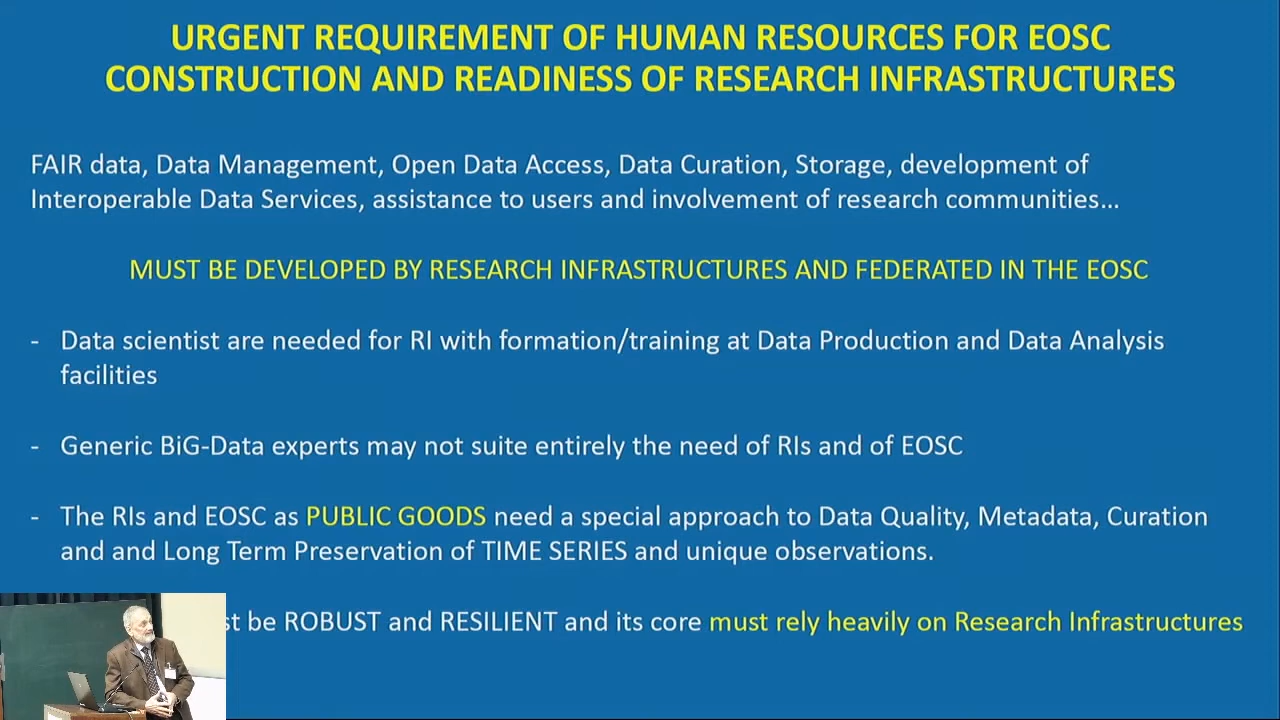 URGENT REQUIREMENT OF HUMAN RESOURCES FOR EOSC
CONSTRUCTION AND READINESS OF RESEARCH INFRASTRUCTURES
FAIR data, Data Management, Open Data Access, Data Curation, Storage, development of
Interoperable Data Services, assistance to users and involvement of research communities…
MUST BE DEVELOPED BY RESEARCH INFRASTRUCTURES AND FEDERATED IN THE EOSC
- Data scientist are needed for RI with formation/training at Data Production and Data Analysis
facilities
- Generic BiG-Data experts may not suite entirely the need of RIs and of EOSC
- The RIs and EOSC as PUBLIC GOODS need a special approach to Data Quality, Metadata, Curation
and and Long Term Preservation of TIME SERIES and unique observations.
be ROBUST and RESILIENT and its core must rely heavily on Research Infrastructures